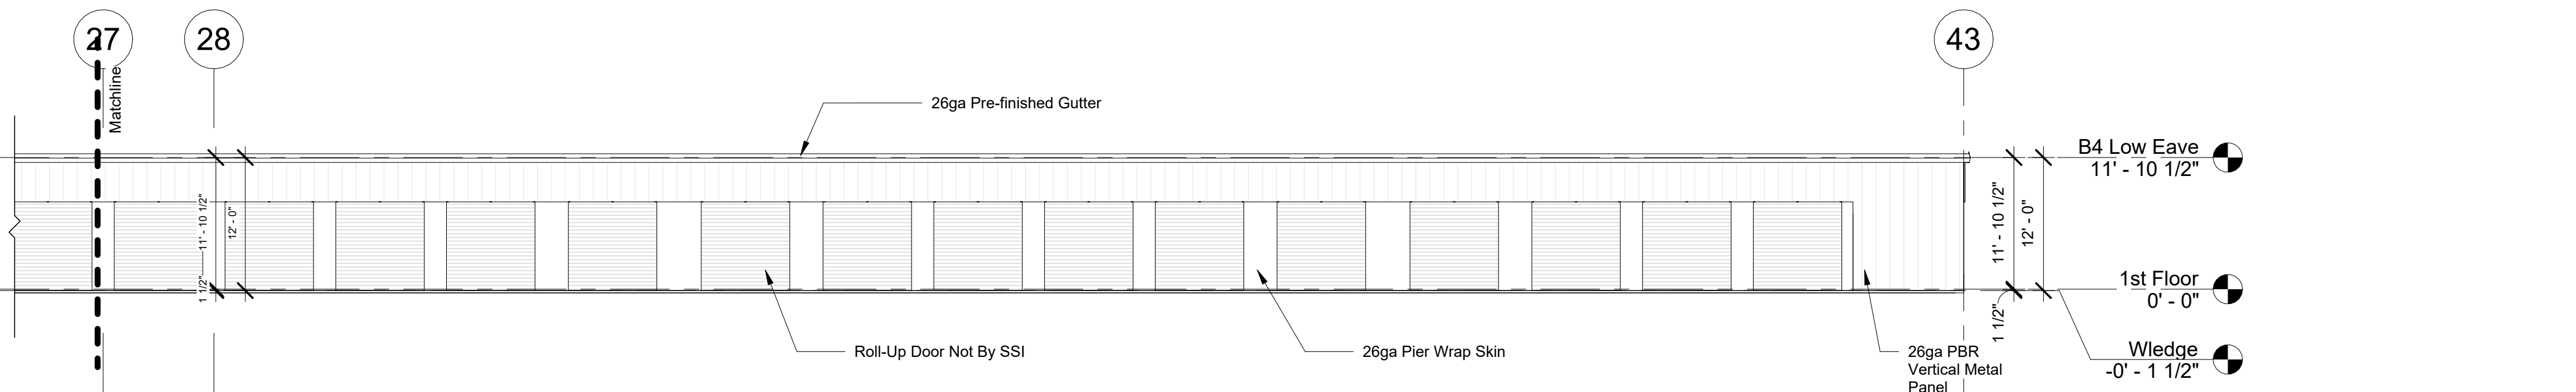 27
28
43
Matchline
26ga Pre-finished Gutter
B4 Low Eave
11' - 10 1/2"
11' - 10 1/2"
12' - 0"
1 1/2"
11' - 10 1/2"
12' - 0"
1 1/2"
1st Floor
0' - 0"
Roll-Up Door Not By SSI
26ga Pier Wrap Skin
26ga PBR
Vertical Metal
Panel
Wledge
-0' - 1 1/2"